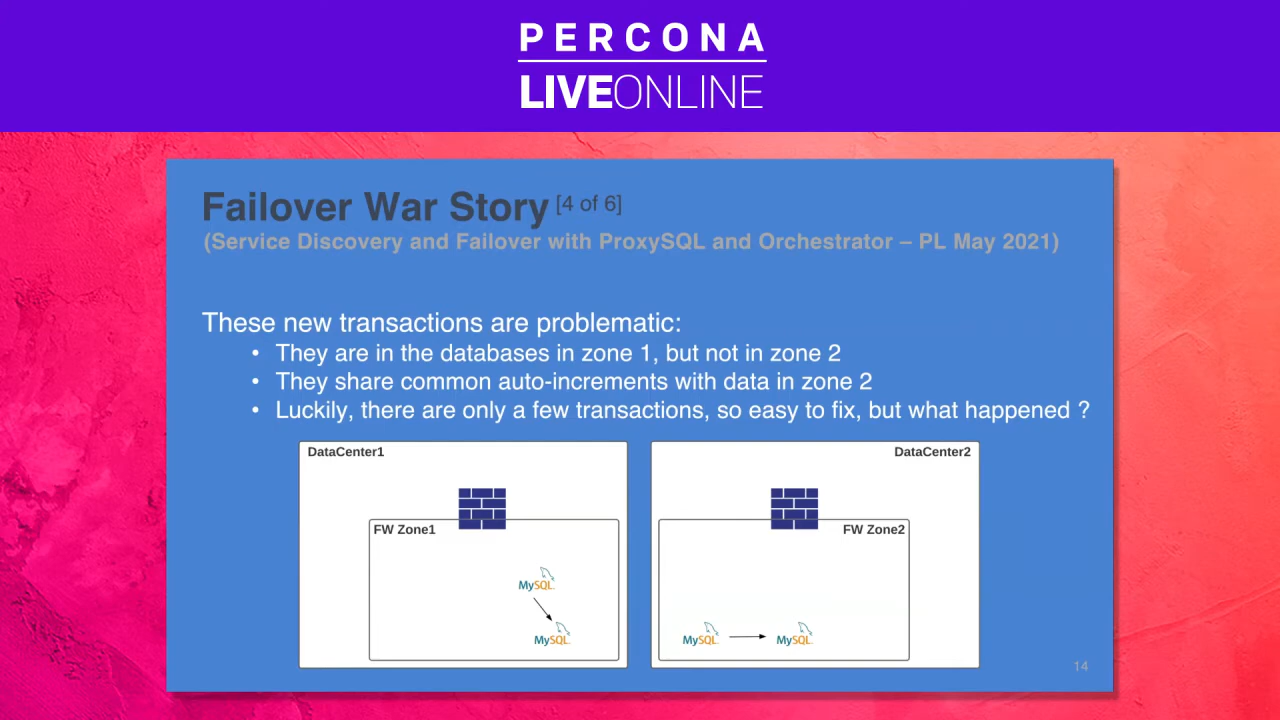 PERCONA
LIVEONLINE
Failover War Story [4 of 6]
(Service Discovery and Failover with ProxySQL and Orchestrator – PL May 2021)
These new transactions are problematic:
• They are in the databases in zone 1, but not in zone 2
• They share common auto-increments with data in zone 2
• Luckily, there are only a few transactions, so easy to fix, but what happened ?
DataCenter1
FW Zone1
MySQL
MySQL
DataCenter2
FW Zone2
MySQL
MySQL
14